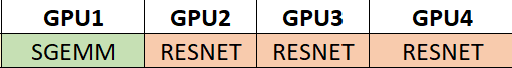 GPU1 GPU2 GPU3 GPU4
SGEMM RESNET RESNET RESNET